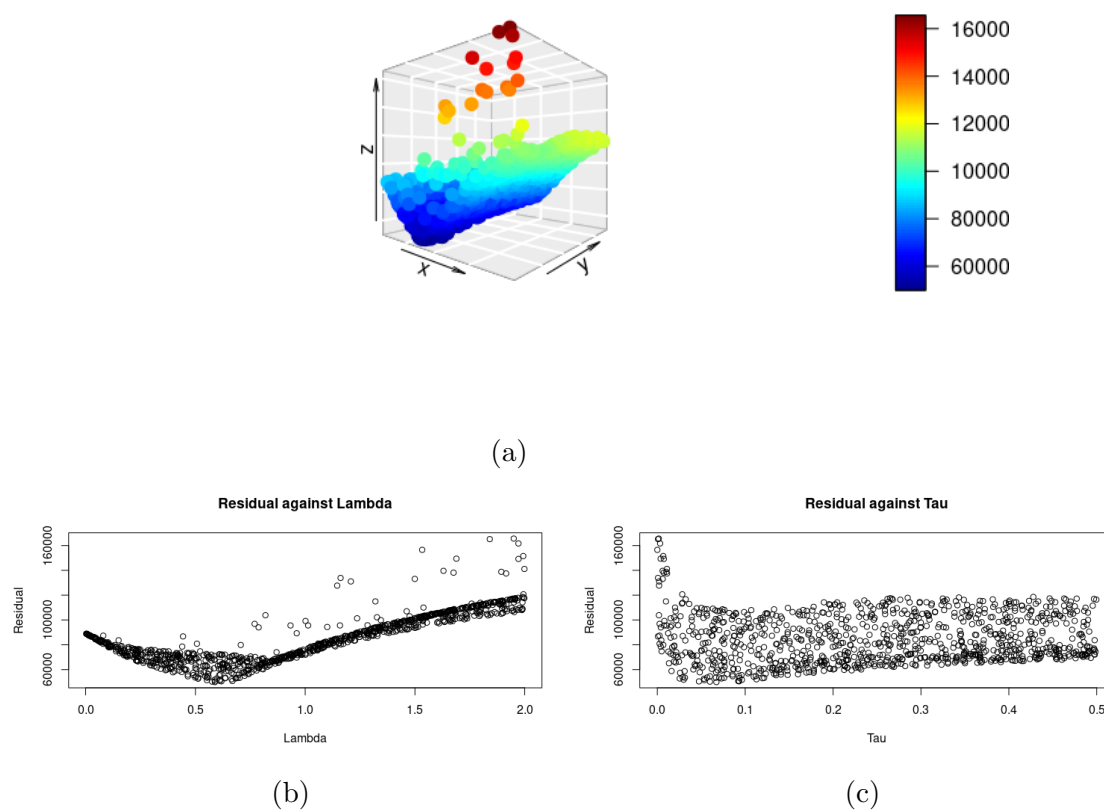 16000
14000
12000
10000
80000
60000
z
x
y
(a)
Residual against Lambda
Residual
60000
100000
160000
0.0
0.5
1.0
1.5
2.0
Lambda
(b)
Residual against Tau
Residual
60000
100000
160000
0.0
0.1
0.2
0.3
0.4
0.5
Tau
(c)